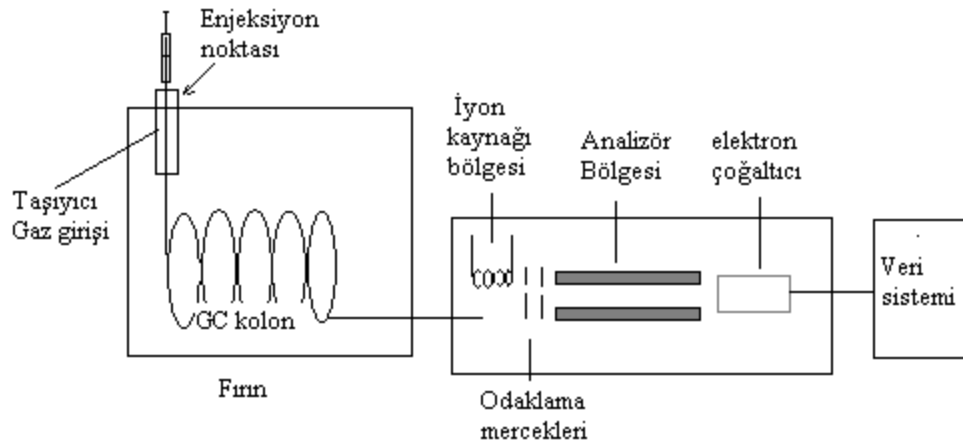 Enjeksiyon
noktası
Taşıyıcı
Gaz girişi
GC kolon
Fırın
İyon
kaynağı
bölgesi
Analizör
Bölgesi
elektron
çoğaltıcı
Odaklama
mercekleri
Veri
sistemi